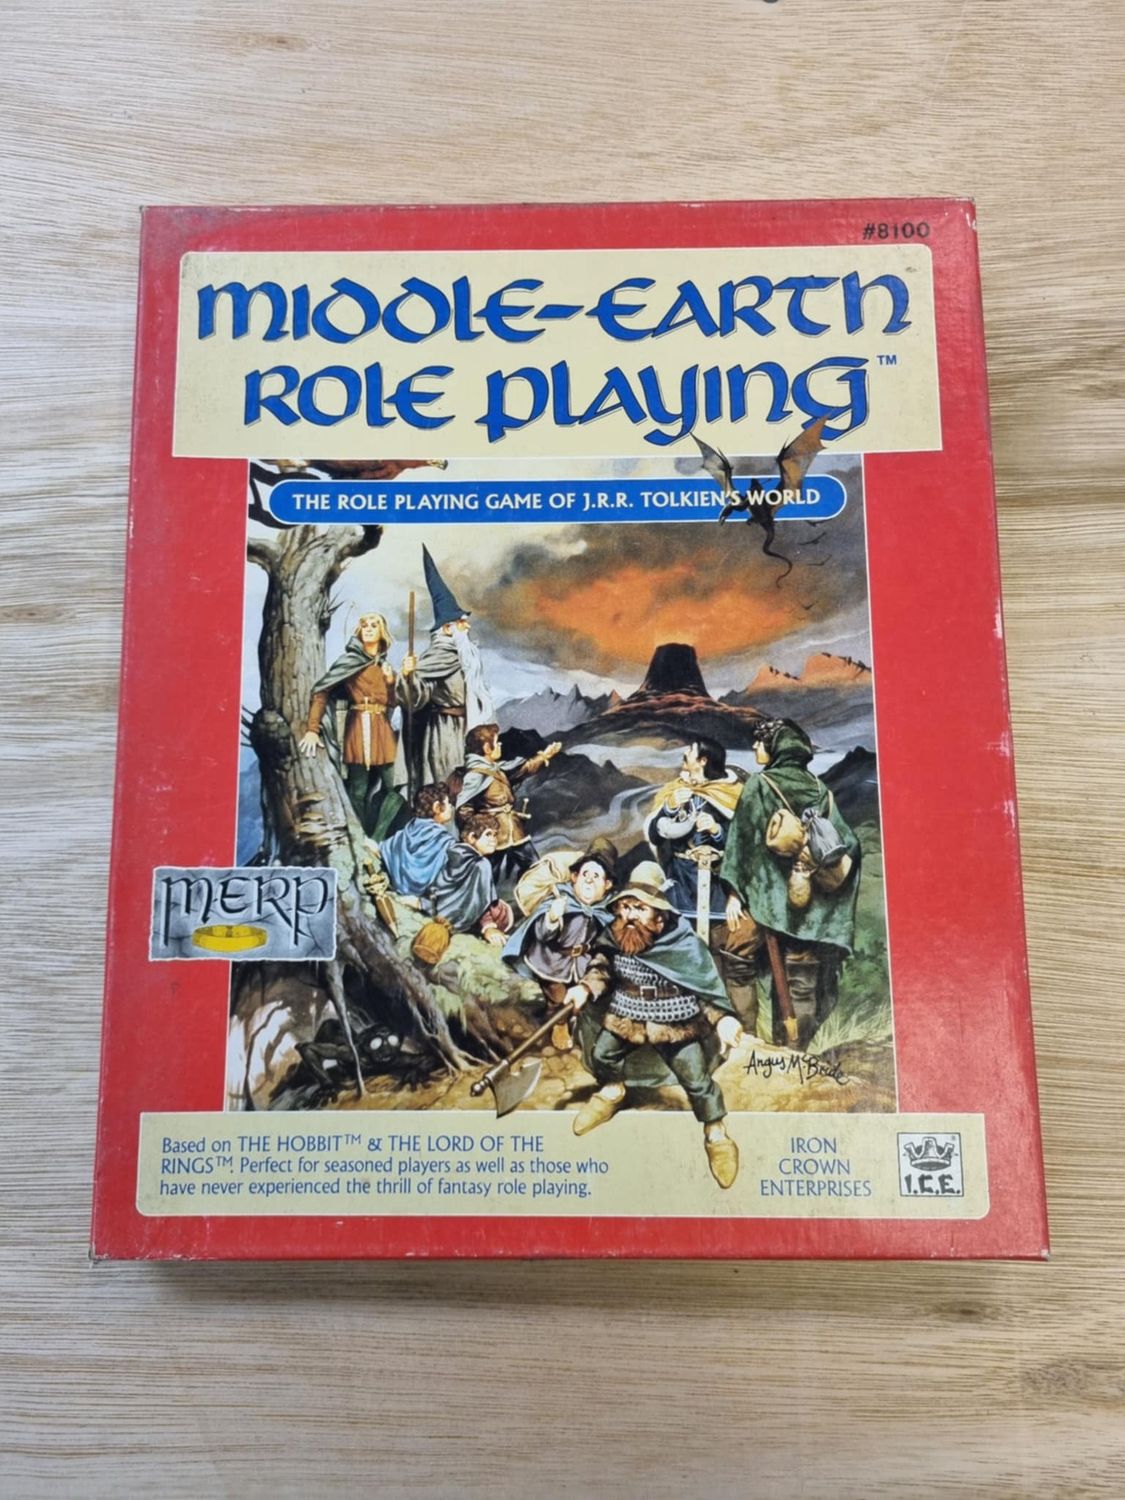 #8100
MIDDLE-EARTH
ROLE PLAYING™
THE ROLE PLAYING GAME OF J.R.R. TOLKIEN'S WORLD
MERP
Angus McBride
Based on THE HOBBIT™ & THE LORD OF THE
RINGS™. Perfect for seasoned players as well as those who
have never experienced the thrill of fantasy role playing.
IRON
CROWN
ENTERPRISES
I.C.E.